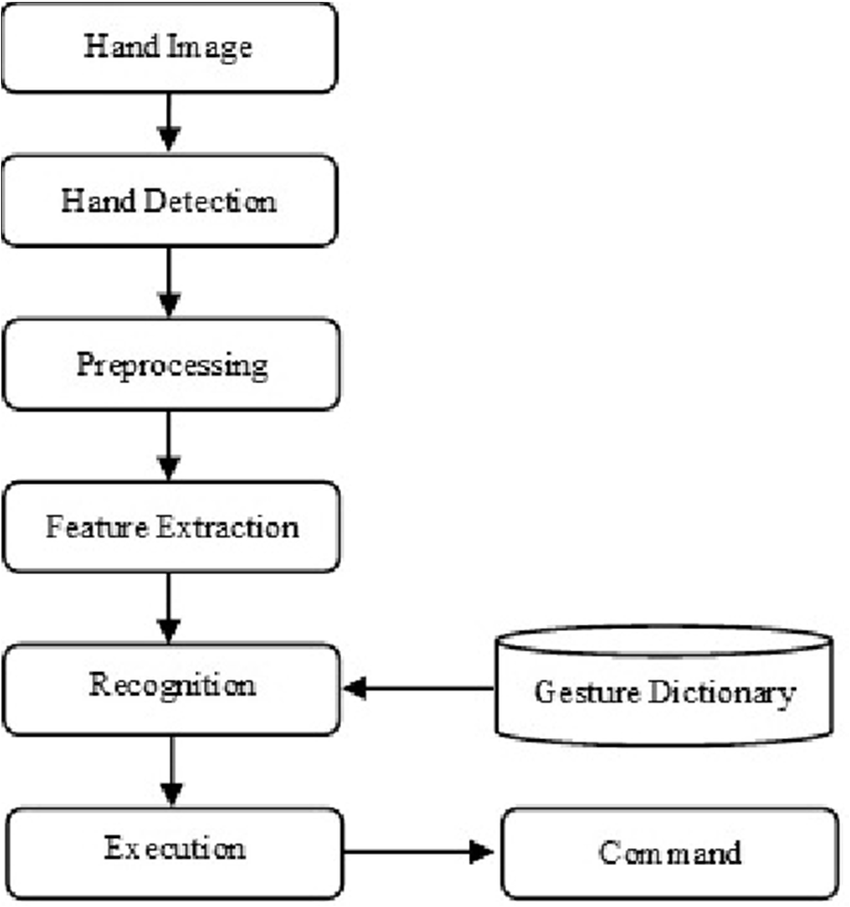 Hand Image
Hand Detection
Preprocessing
Feature Extraction
Recognition
Gesture Dictionary
Execution
Command